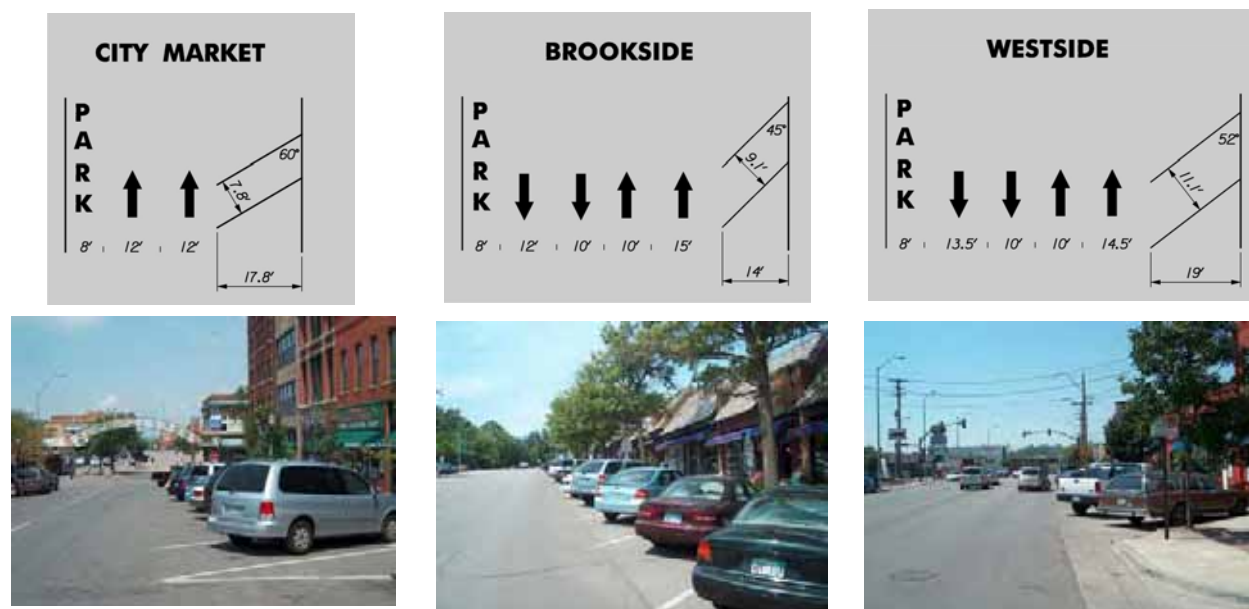 CITY MARKET
PARK
60°
7.8'
8' 12' 12'
17.8'
BROOKSIDE
PARK
45°
9.1'
8' 12' 10' 10' 15'
14'
WESTSIDE
PARK
52°
11.1'
8' 13.5' 10' 10' 14.5'
19'